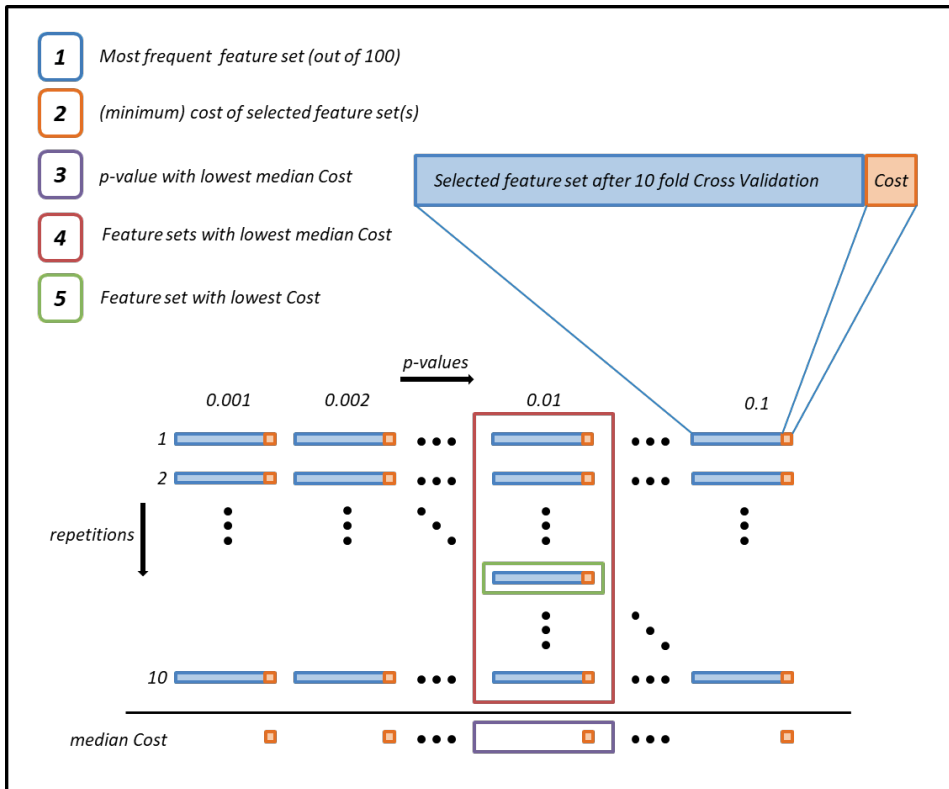 1 Most frequent feature set (out of 100)
2 (minimum) cost of selected feature set(s)
3 p-value with lowest median Cost
Selected feature set after 10 fold Cross Validation Cost
4 Feature sets with lowest median Cost
5 Feature set with lowest Cost
p-values
0.001 0.002 0.01 0.1
1
2
repetitions
10
median Cost